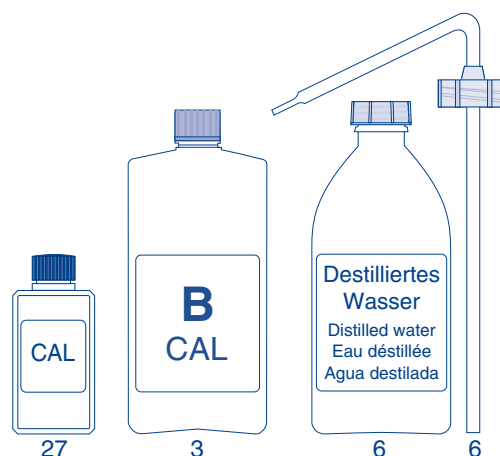 CAL
27
B
CAL
3
Destilliertes
Wasser
Distilled water
Eau déstillée
Agua destilada
6
6